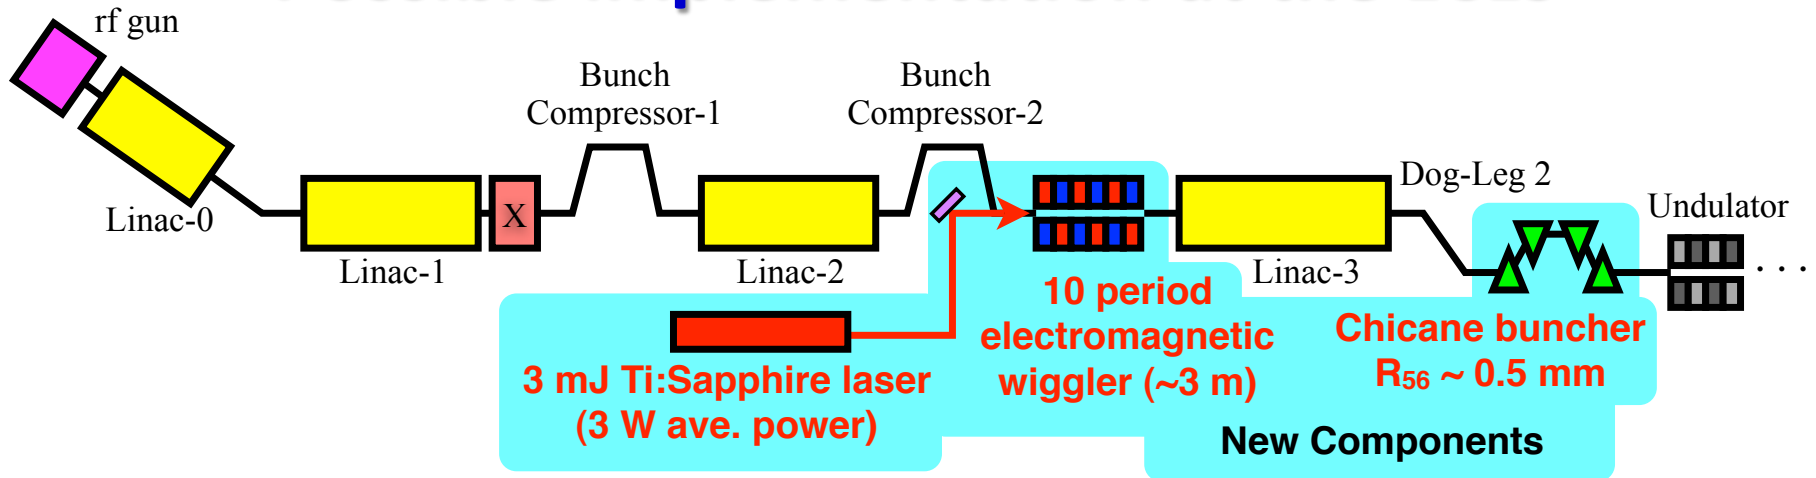 rf gun
Bunch
Compressor-1
Bunch
Compressor-2
Dog-Leg 2
Undulator
Linac-0
X
Linac-1
Linac-2
Linac-3
. . .
10 period
electromagnetic
wiggler (~3 m)
Chicane buncher
R₅₆ ~ 0.5 mm
3 mJ Ti:Sapphire laser
(3 W ave. power)
New Components